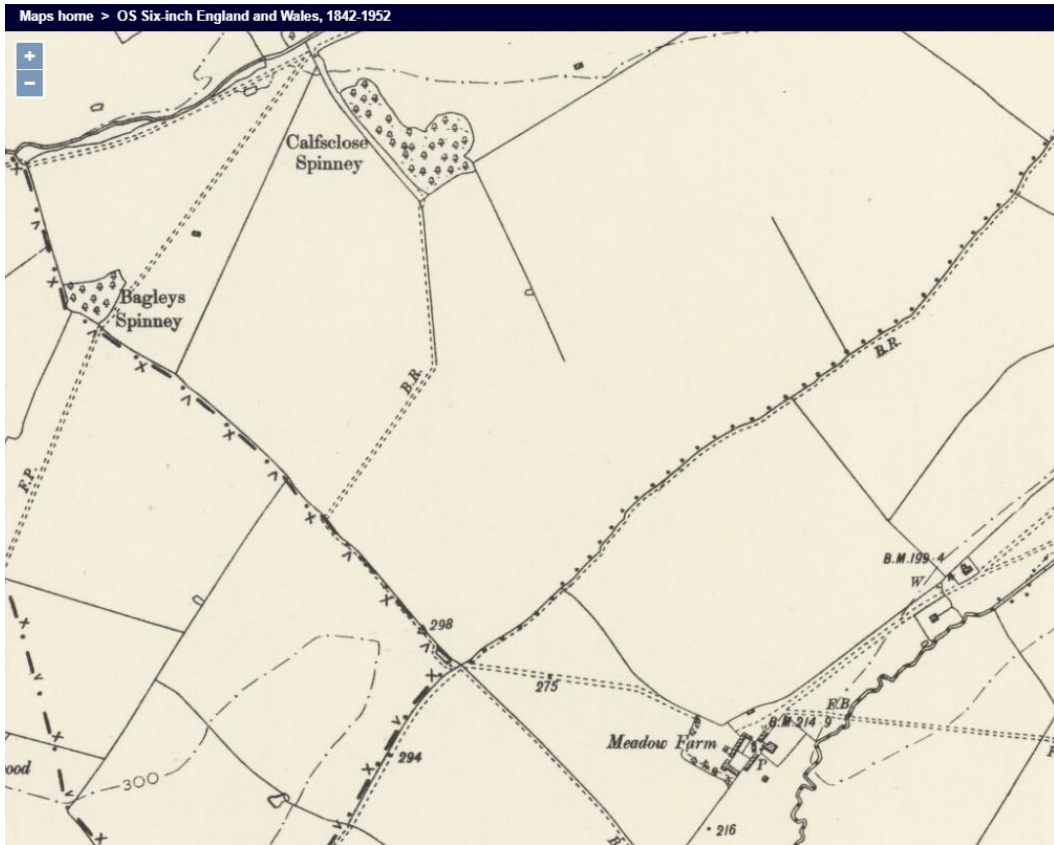 Maps home > OS Six-inch England and Wales, 1842-1952
+
−
Calfsclose
Spinney
Bagleys
Spinney
B.R.
B.R.
F.P.
B.M.199·4
W
298
275
F.B.
B.M.214·9
Meadow Farm
P
294
ood
300
216
B